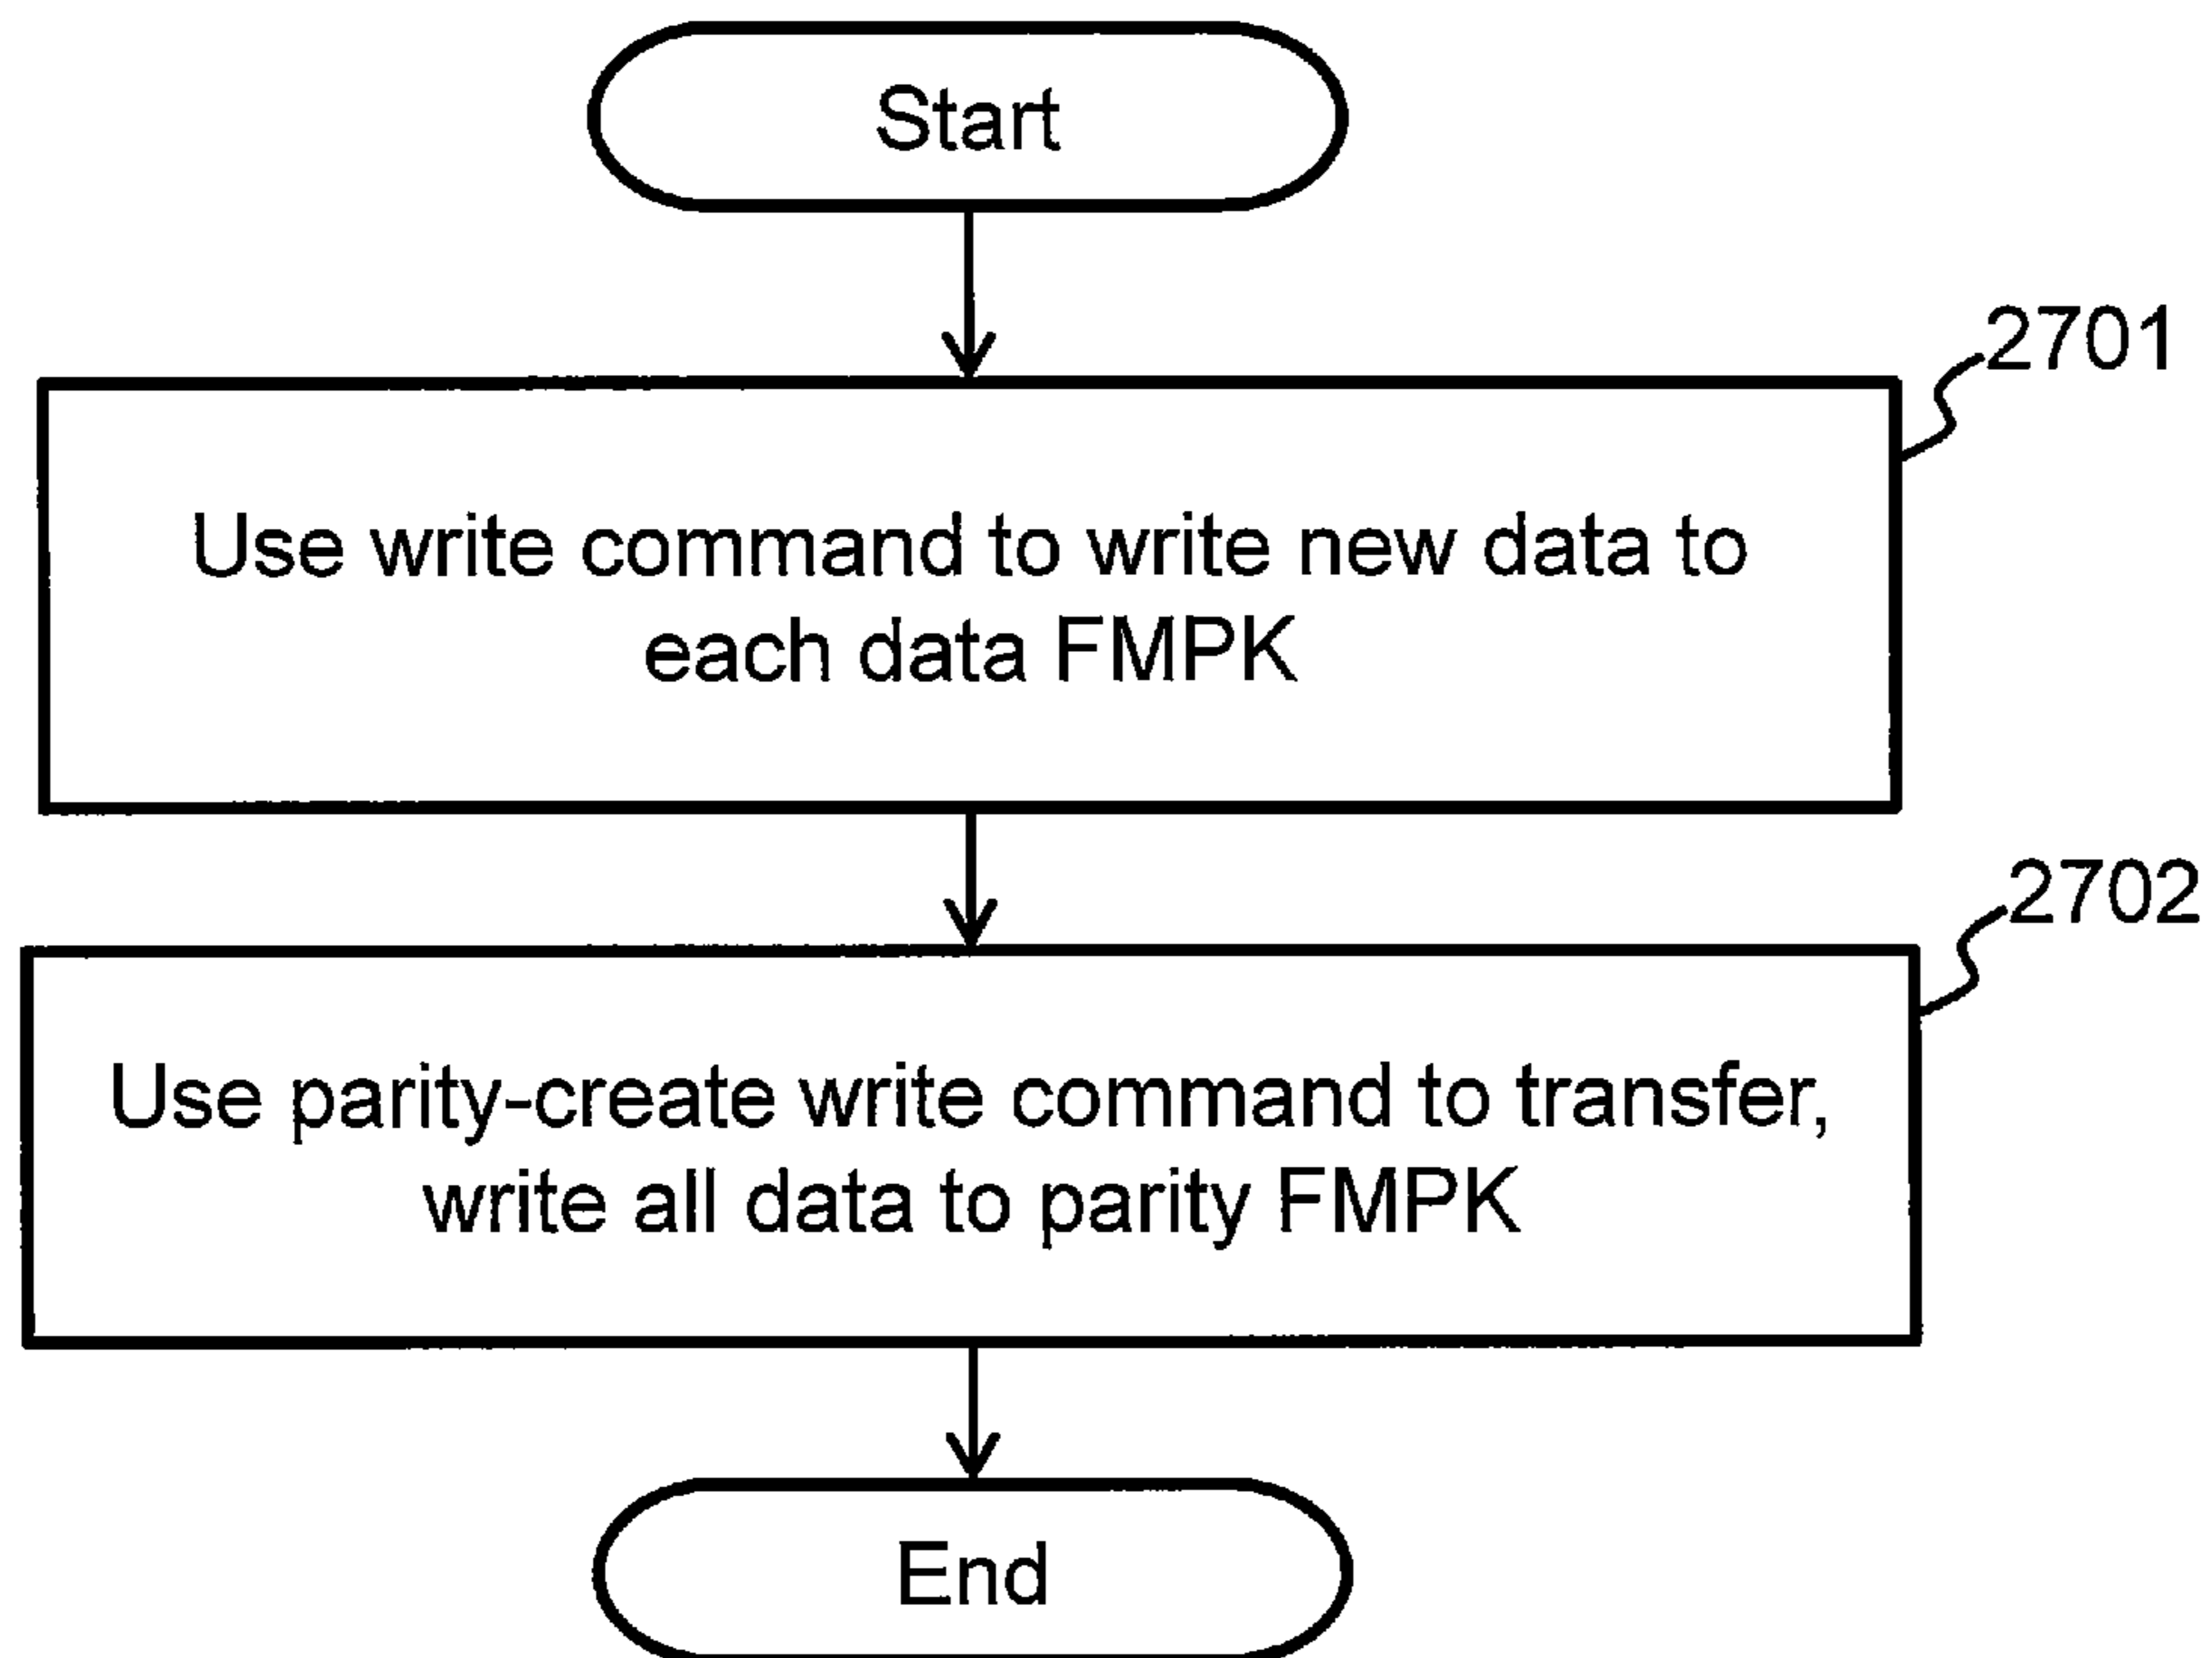 Start
2701
Use write command to write new data to
each data FMPK
2702
Use parity-create write command to transfer,
write all data to parity FMPK
End